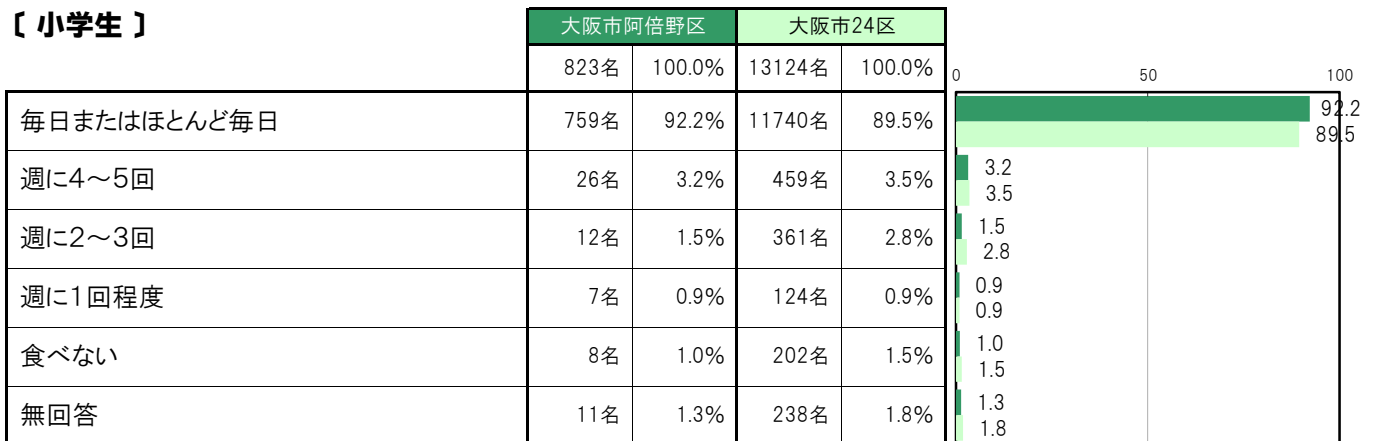 〔 小学生 〕
大阪市阿倍野区 大阪市24区
823名 100.0% 13124名 100.0%
0 50 100
毎日またはほとんど毎日 759名 92.2% 11740名 89.5%
92.2
89.5
週に4～5回 26名 3.2% 459名 3.5%
3.2
3.5
週に2～3回 12名 1.5% 361名 2.8%
1.5
2.8
週に1回程度 7名 0.9% 124名 0.9%
0.9
0.9
食べない 8名 1.0% 202名 1.5%
1.0
1.5
無回答 11名 1.3% 238名 1.8%
1.3
1.8